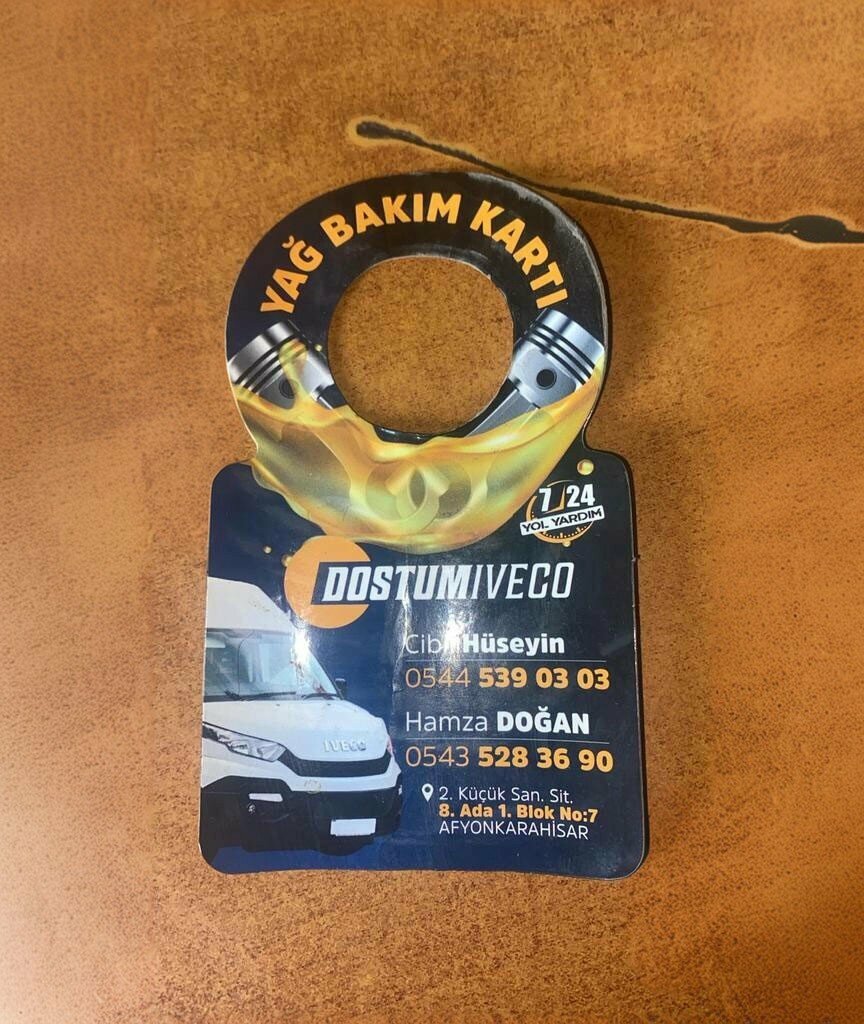 YAĞ BAKIM KARTI
7/24
YOL YARDIM
DOSTUMIVECO
Hüseyin
0544 539 03 03
Hamza DOĞAN
0543 528 36 90
IVECO
2. Küçük San. Sit.
8. Ada 1. Blok No:7
AFYONKARAHİSAR